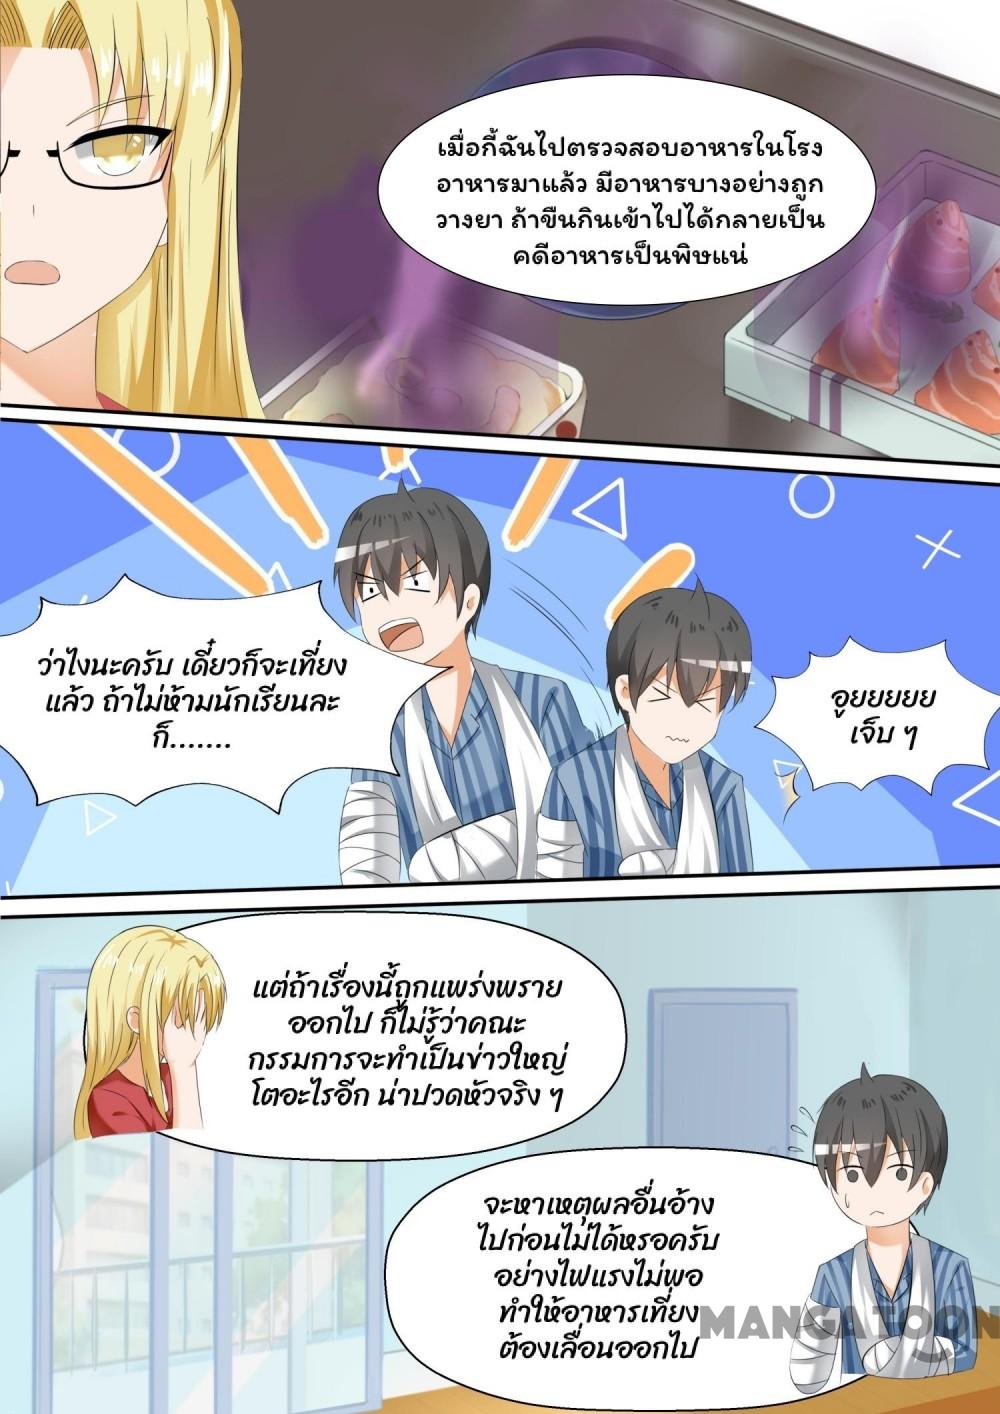 เมื่อกี้ฉันไปตรวจสอบอาหารในโรง
อาหารมาแล้ว มีอาหารบางอย่างถูก
วางยา ถ้าขืนกินเข้าไปได้กลายเป็น
คดีอาหารเป็นพิษแน่
ว่าไงนะครับ เดี๋ยวก็จะเที่ยง
แล้ว ถ้าไม่ห้ามนักเรียนละ
ก็.......
อูยยยยย
เจ็บ ๆ
แต่ถ้าเรื่องนี้ถูกแพร่งพราย
ออกไป ก็ไม่รู้ว่าคณะ
กรรมการจะทำเป็นข่าวใหญ่
โตอะไรอีก น่าปวดหัวจริง ๆ
จะหาเหตุผลอื่นอ้าง
ไปก่อนไม่ได้หรอครับ
อย่างไฟแรงไม่พอ
ทำให้อาหารเที่ยง
ต้องเลื่อนออกไป
MANGATOON